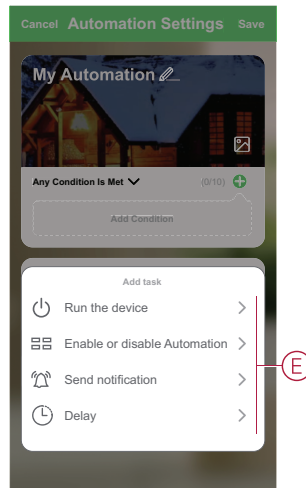 Cancel Automation Settings Save
My Automation
Any Condition Is Met (0/10)
Add Condition
Add task
Run the device
Enable or disable Automation
Send notification
Delay
E